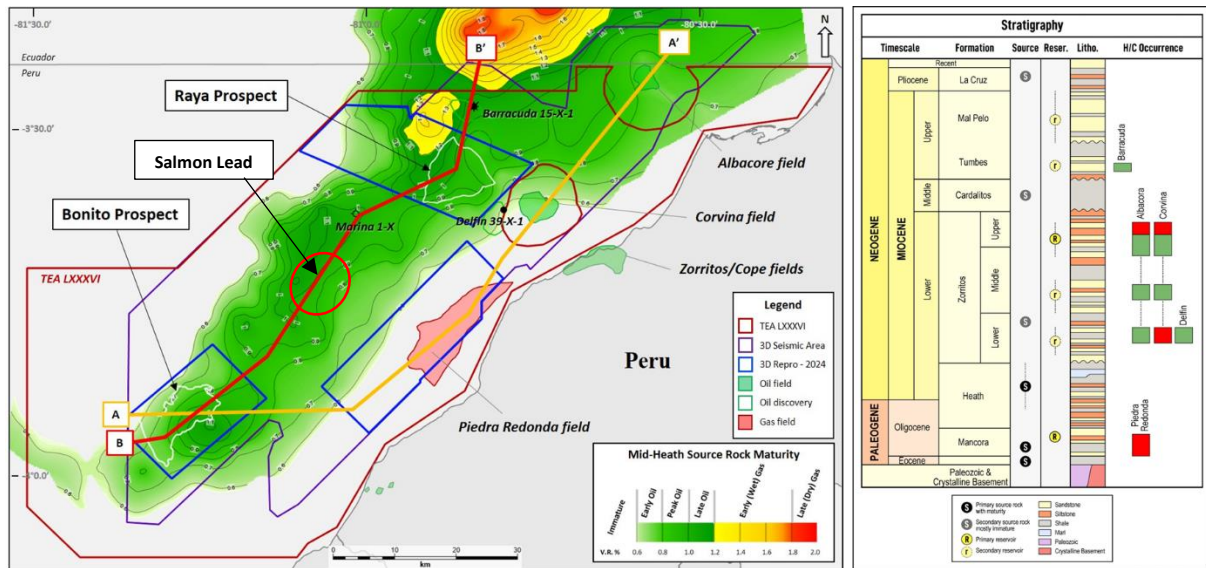 -81°30.0'
-81°0.0'
-80°30.0'
B'
A'
N
Ecuador
Peru
Raya Prospect
Barracuda 15-X-1
-3°30.0'
Salmon Lead
Albacore field
Bonito Prospect
Marina 1-X
Delfin 39-X-1
Corvina field
Zorritos/Cope fields
TEA LXXXVI
Legend
TEA LXXXVI
3D Seismic Area
3D Repro - 2024
Oil field
Oil discovery
Gas field
Peru
A
B
Piedra Redonda field
Mid-Heath Source Rock Maturity
Immature
Early Oil
Peak Oil
Late Oil
Early (Wet) Gas
Late (Dry) Gas
V.R. %
0.6 0.8 1.0 1.2 1.4 1.6 1.8 2.0
0 10 20 30
km
Stratigraphy
Timescale
Formation
Source
Reser.
Litho.
H/C Occurrence
Recent
Pliocene
La Cruz
S
NEOGENE
MIOCENE
Upper
Mal Pelo
r
Tumbes
r
Barracuda
Middle
Cardalitos
S
Albacora
Corvina
Lower
Zorritos
Upper
R
Middle
r
Lower
S
r
Delfin
Heath
S
PALEOGENE
Oligocene
R
Piedra
Redonda
Mancora
S
Eocene
S
Paleozoic &
Crystalline Basement
S Primary source rock
with maturity
S Secondary source rock
mostly immature
R Primary reservoir
r Secondary reservoir
Sandstone
Siltstone
Shale
Marl
Paleozoic
Crystalline Basement